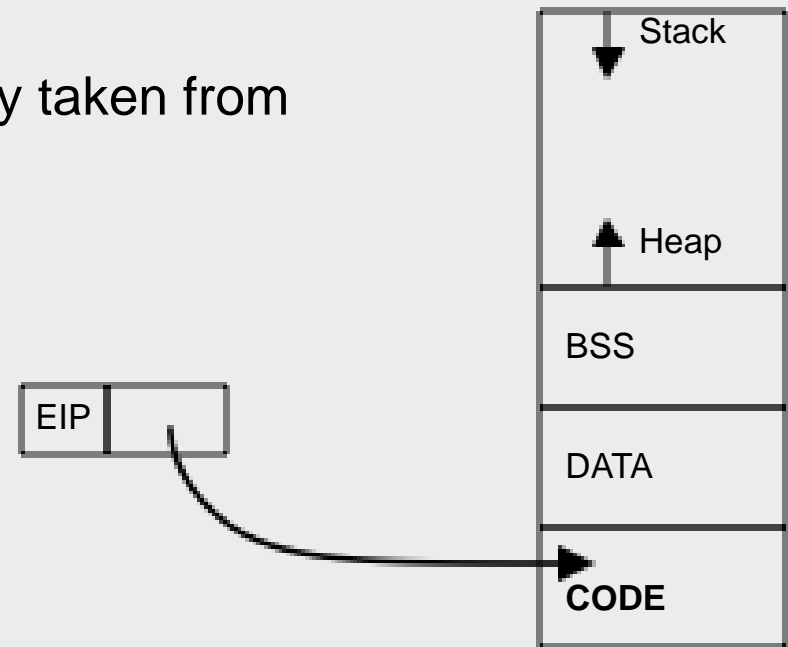 Stack
y taken from
Heap
BSS
EIP
DATA
CODE